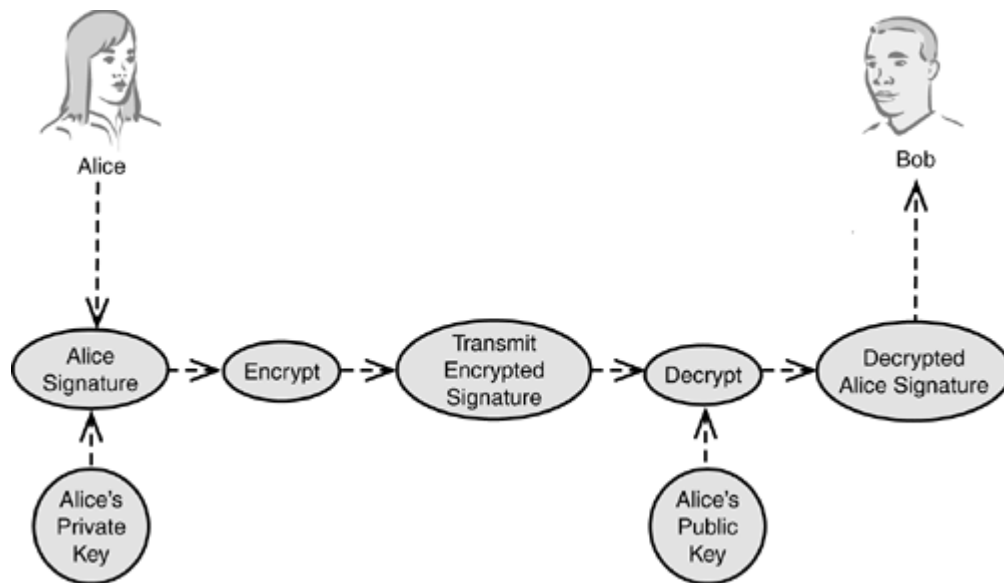 Alice
Bob
Alice
Signature
Encrypt
Transmit
Encrypted
Signature
Decrypt
Decrypted
Alice Signature
Alice's
Private
Key
Alice's
Public
Key